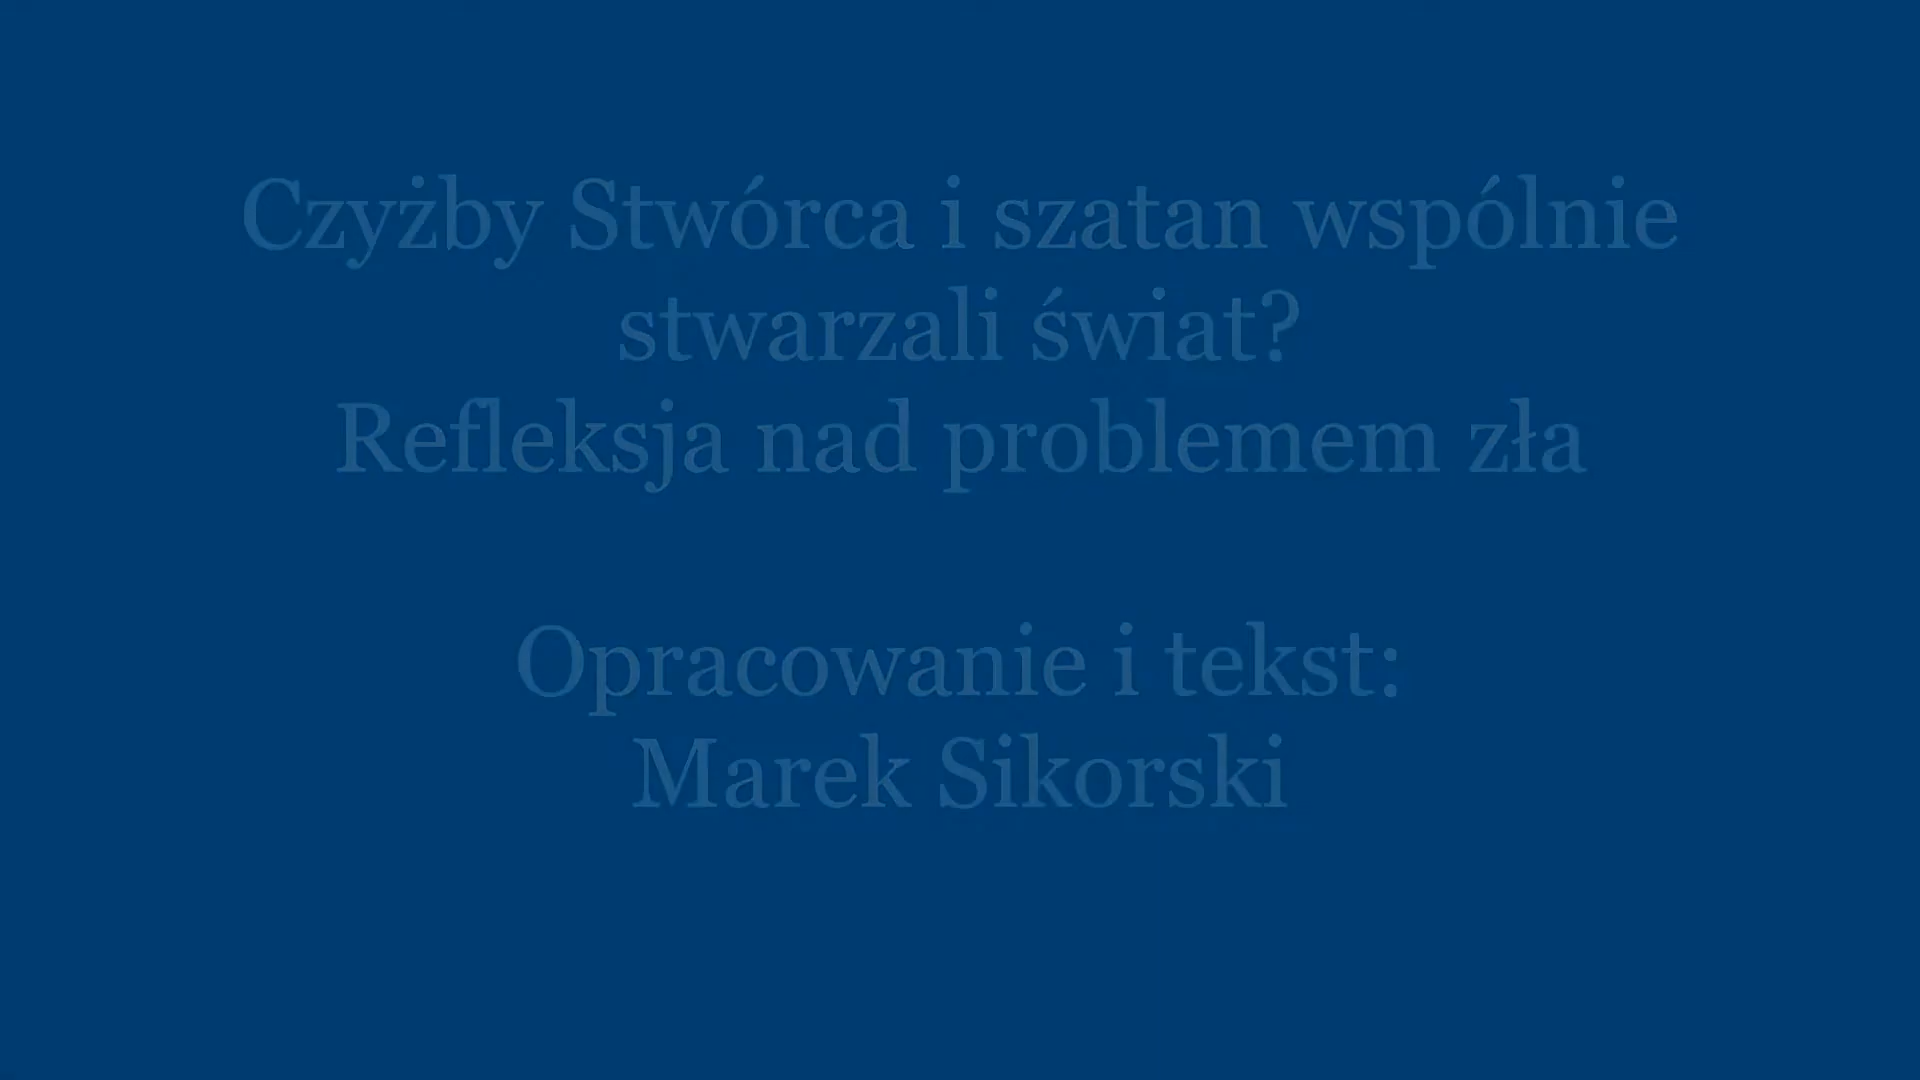 Czyżby Stwórca i szatan wspólnie
stwarzali świat?
Refleksja nad problemem zła
Opracowanie i tekst:
Marek Sikorski